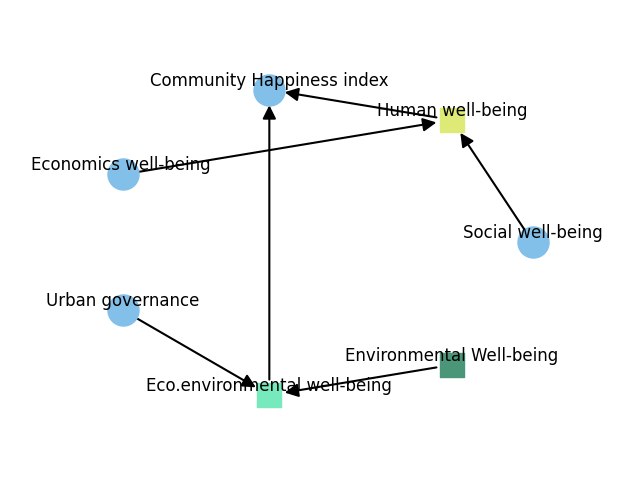 Community Happiness index
Human well-being
Economics well-being
Social well-being
Urban governance
Environmental Well-being
Eco.environmental well-being